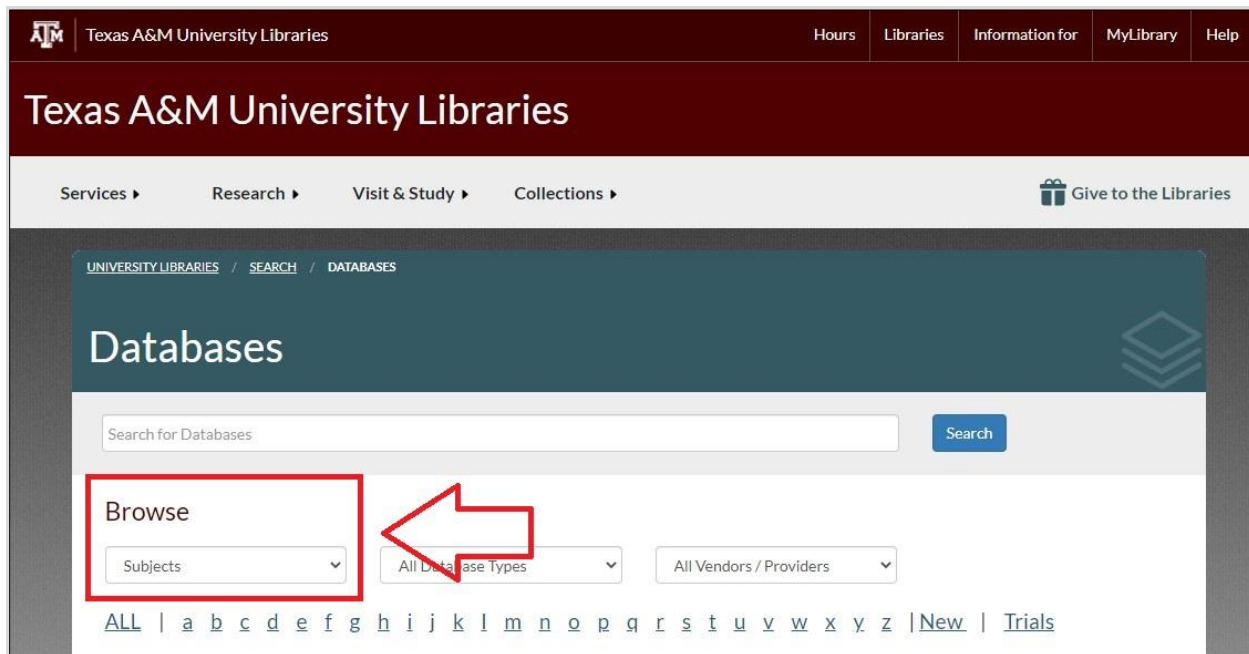 ATM Texas A&M University Libraries Hours Libraries Information for MyLibrary Help
Texas A&M University Libraries
Services Research Visit & Study Collections Give to the Libraries
UNIVERSITY LIBRARIES / SEARCH / DATABASES
Databases
Search for Databases Search
Browse
Subjects All Database Types All Vendors / Providers
ALL | a b c d e f g h i j k l m n o p q r s t u v w x y z | New | Trials